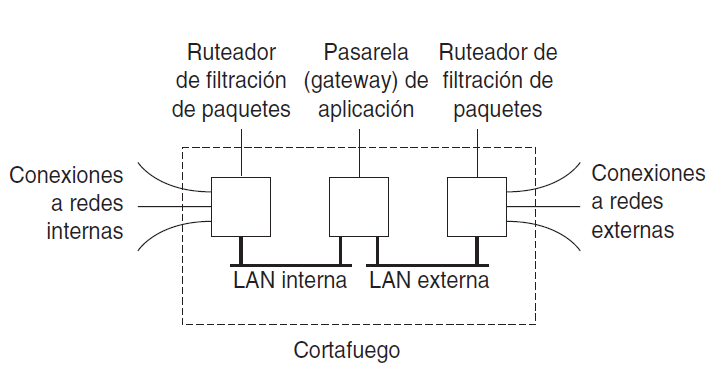 Ruteador
de filtración
de paquetes
Pasarela
(gateway) de
aplicación
Ruteador de
filtración de
paquetes
Conexiones
a redes
internas
Conexiones
a redes
externas
LAN interna
LAN externa
Cortafuego